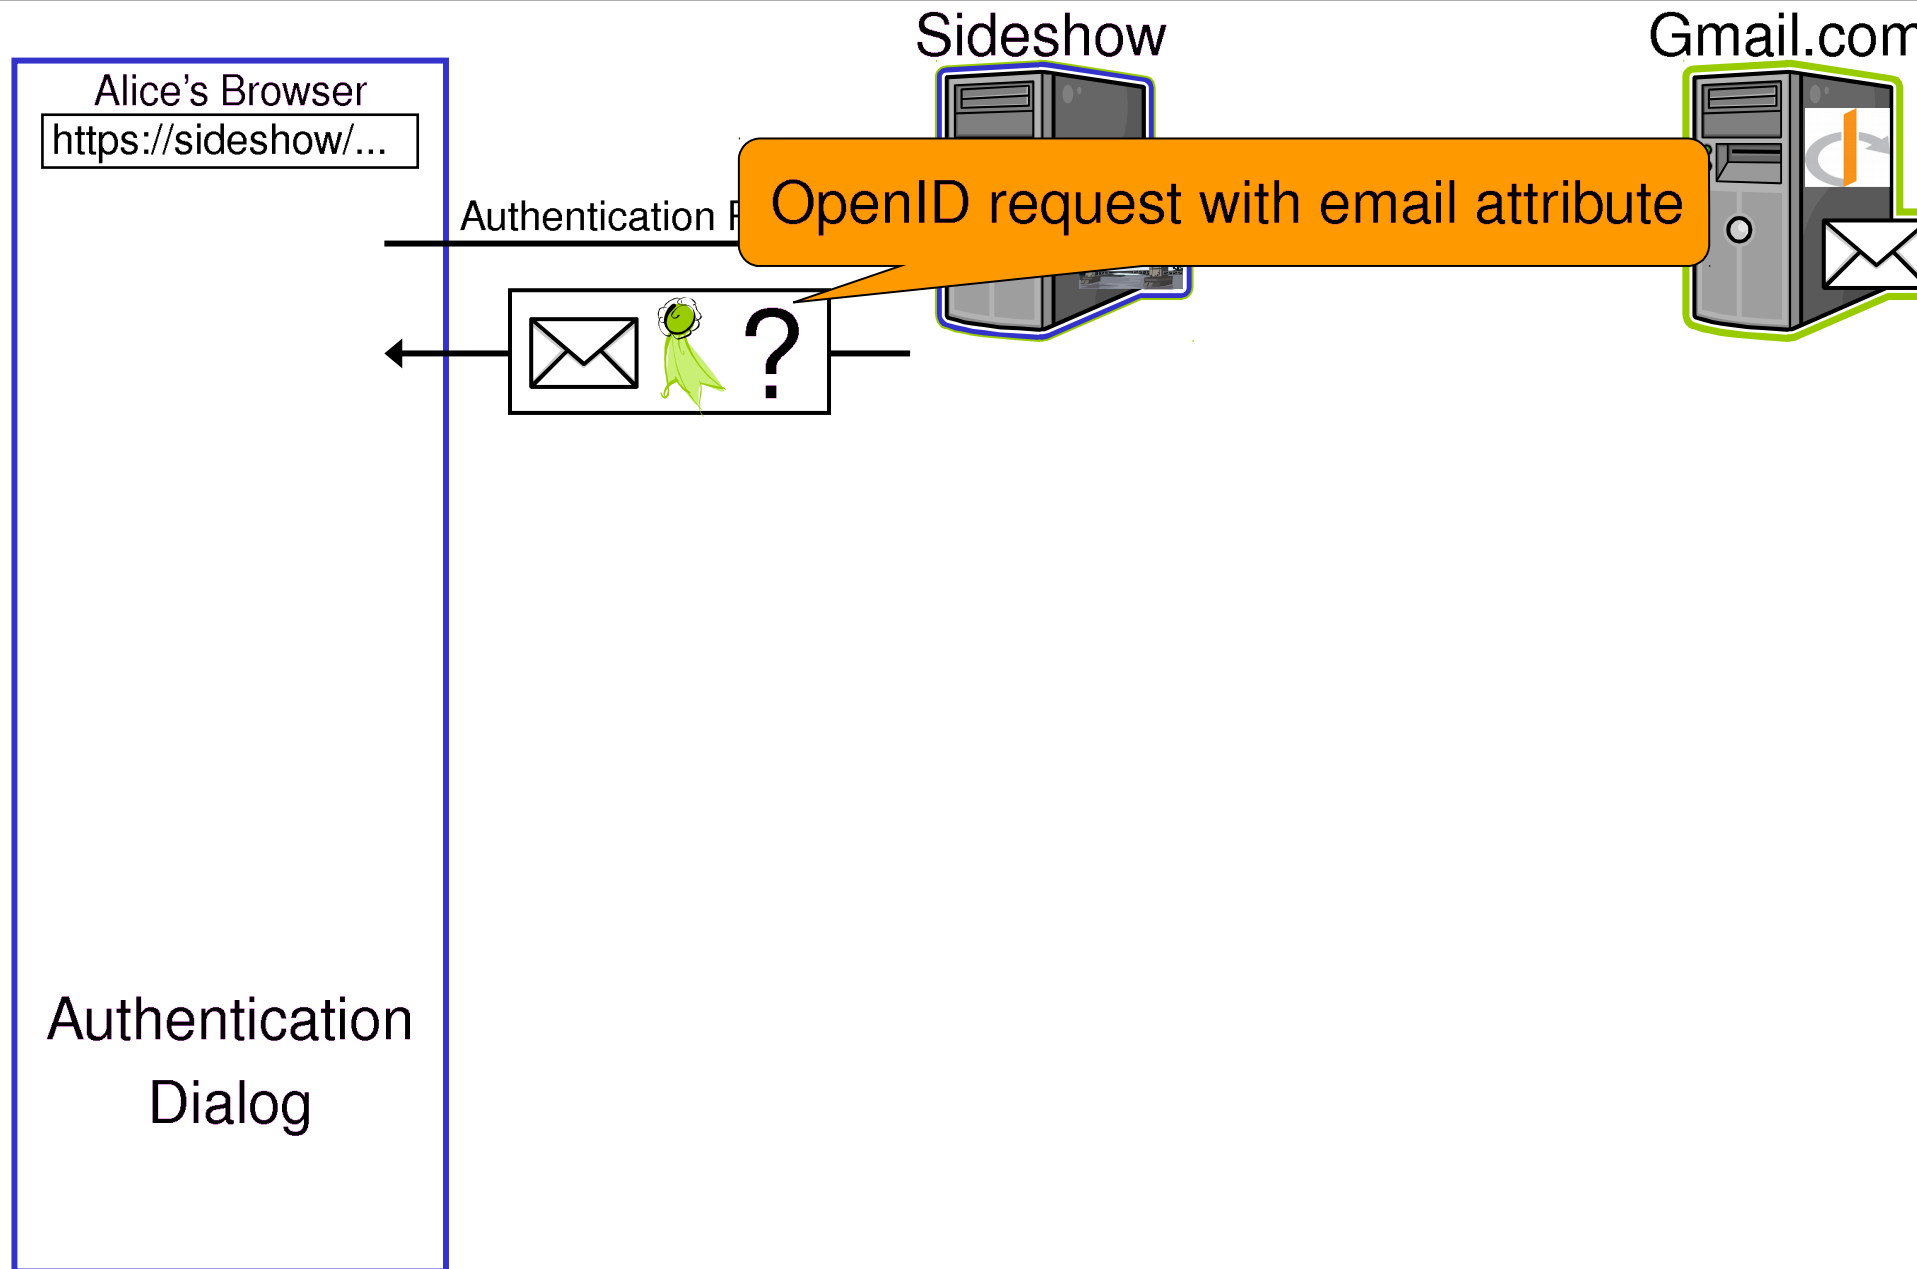 Sideshow
Gmail.com
Alice's Browser
https://sideshow/...
Authentication
OpenID request with email attribute
?
Authentication
Dialog